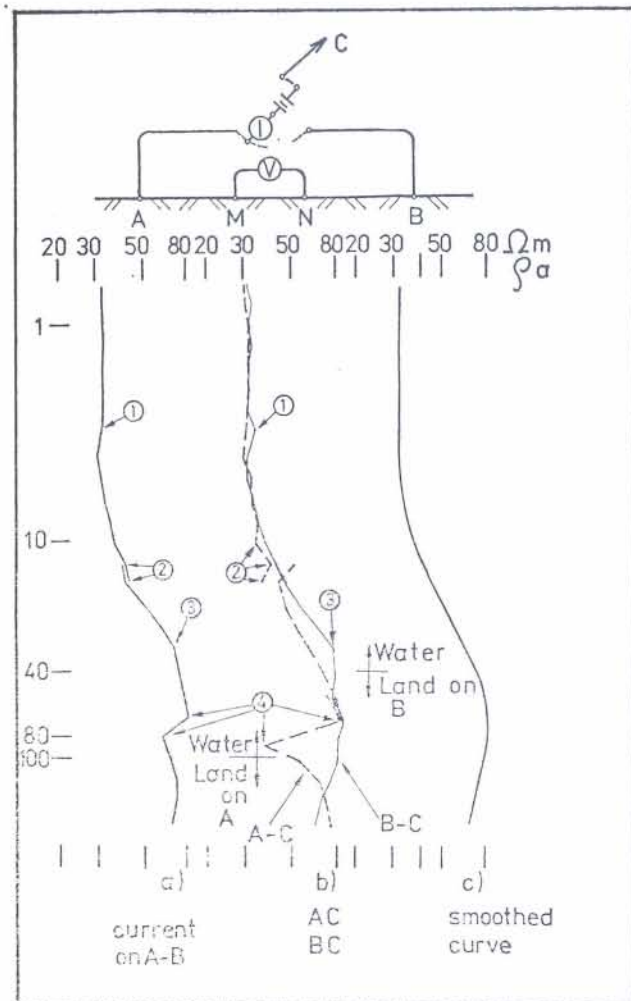 C
I
V
A M N B
20 30 50 80 20 30 50 80 20 30 50 80 Ωm
ρa
1
①
①
10
②
②
③
③
Water
40
Land on
B
④
80
Water
100
Land
on
A
A-C
B-C
a)
b)
c)
current
on A-B
AC
BC
smoothed
curve